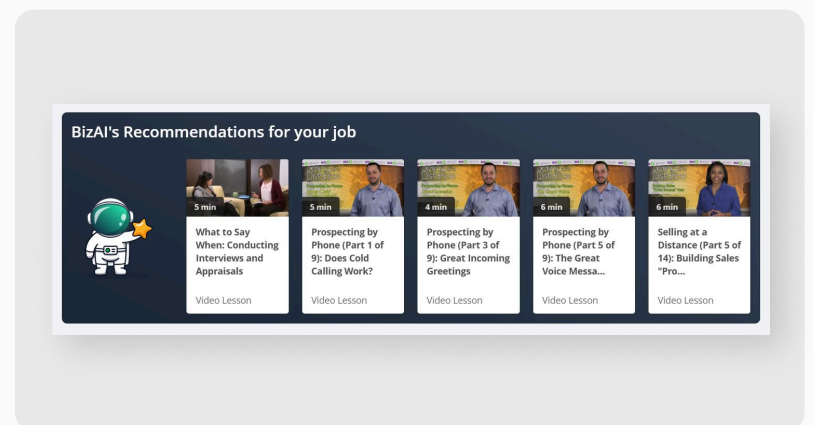 BizAI's Recommendations for your job
5 min
What to Say
When: Conducting
Interviews and
Appraisals
Video Lesson
5 min
Prospecting by
Phone (Part 1 of
9): Does Cold
Calling Work?
Video Lesson
4 min
Prospecting by
Phone (Part 3 of
9): Great Incoming
Greetings
Video Lesson
6 min
Prospecting by
Phone (Part 5 of
9): The Great
Voice Messa...
Video Lesson
6 min
Selling at a
Distance (Part 5 of
14): Building Sales
"Pro...
Video Lesson